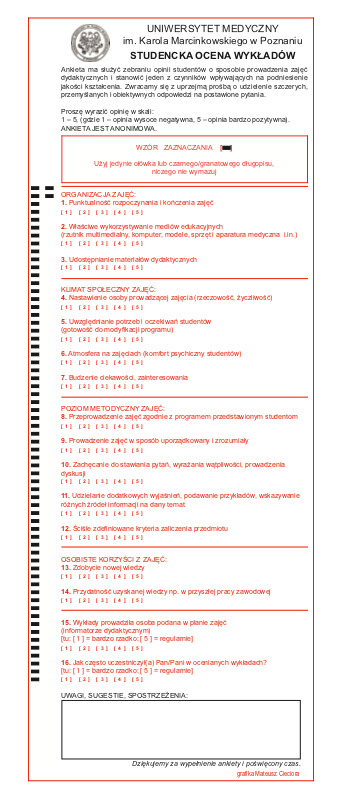 UNIWERSYTET MEDYCZNY
im. Karola Marcinkowskiego w Poznaniu
STUDENCKA OCENA WYKŁADÓW
Ankieta ma służyć zebraniu opinii studentów o sposobie prowadzenia zajęć
dydaktycznych i stanowić jeden z czynników wpływających na podniesienie
jakości kształcenia. Zwracamy się z uprzejmą prośbą o udzielenie szczerych,
przemyślanych i obiektywnych odpowiedzi na postawione pytania.
Proszę wyrazić opinię w skali:
1 – 5, (gdzie 1 – opinia wysoce negatywna, 5 – opinia bardzo pozytywna).
ANKIETA JEST ANONIMOWA.
WZÓR ZAZNACZANIA
Użyj jedynie ołówka lub czarnego/granatowego długopisu,
niczego nie wymazuj
ORGANIZACJA ZAJĘĆ:
1. Punktualność rozpoczynania i kończenia zajęć
[ 1 ] [ 2 ] [ 3 ] [ 4 ] [ 5 ]
2. Właściwe wykorzystywanie mediów edukacyjnych
(rzutnik multimedialny, komputer, modele, sprzęt i aparatura medyczna i.in.)
[ 1 ] [ 2 ] [ 3 ] [ 4 ] [ 5 ]
3. Udostępnianie materiałów dydaktycznych
[ 1 ] [ 2 ] [ 3 ] [ 4 ] [ 5 ]
KLIMAT SPOŁECZNY ZAJĘĆ:
4. Nastawienie osoby prowadzącej zajęcia (rzeczowość, życzliwość)
[ 1 ] [ 2 ] [ 3 ] [ 4 ] [ 5 ]
5. Uwzględnianie potrzeb i oczekiwań studentów
(gotowość do modyfikacji programu)
[ 1 ] [ 2 ] [ 3 ] [ 4 ] [ 5 ]
6. Atmosfera na zajęciach (komfort psychiczny studentów)
[ 1 ] [ 2 ] [ 3 ] [ 4 ] [ 5 ]
7. Budzenie ciekawości, zainteresowania
[ 1 ] [ 2 ] [ 3 ] [ 4 ] [ 5 ]
POZIOM METODYCZNY ZAJĘĆ:
8. Przeprowadzenie zajęć zgodnie z programem przedstawionym studentom
[ 1 ] [ 2 ] [ 3 ] [ 4 ] [ 5 ]
9. Prowadzenie zajęć w sposób uporządkowany i zrozumiały
[ 1 ] [ 2 ] [ 3 ] [ 4 ] [ 5 ]
10. Zachęcanie do stawiania pytań, wyrażania wątpliwości, prowadzenia
dyskusji
[ 1 ] [ 2 ] [ 3 ] [ 4 ] [ 5 ]
11. Udzielanie dodatkowych wyjaśnień, podawanie przykładów, wskazywanie
różnych źródeł informacji na dany temat
[ 1 ] [ 2 ] [ 3 ] [ 4 ] [ 5 ]
12. Ściśle zdefiniowane kryteria zaliczenia przedmiotu
[ 1 ] [ 2 ] [ 3 ] [ 4 ] [ 5 ]
OSOBISTE KORZYŚCI Z ZAJĘĆ:
13. Zdobycie nowej wiedzy
[ 1 ] [ 2 ] [ 3 ] [ 4 ] [ 5 ]
14. Przydatność uzyskanej wiedzy np. w przyszłej pracy zawodowej
[ 1 ] [ 2 ] [ 3 ] [ 4 ] [ 5 ]
15. Wykłady prowadziła osoba podana w planie zajęć
(informatorze dydaktycznym)
[tu: [ 1 ] = bardzo rzadko; [ 5 ] = regularnie]
[ 1 ] [ 2 ] [ 3 ] [ 4 ] [ 5 ]
16. Jak często uczestniczył(a) Pan/Pani w ocenianych wykładach?
[tu: [ 1 ] = bardzo rzadko; [ 5 ] = regularnie]
[ 1 ] [ 2 ] [ 3 ] [ 4 ] [ 5 ]
UWAGI, SUGESTIE, SPOSTRZEŻENIA:
Dziękujemy za wypełnienie ankiety i poświęcony czas.
grafika Mateusz Cieciora